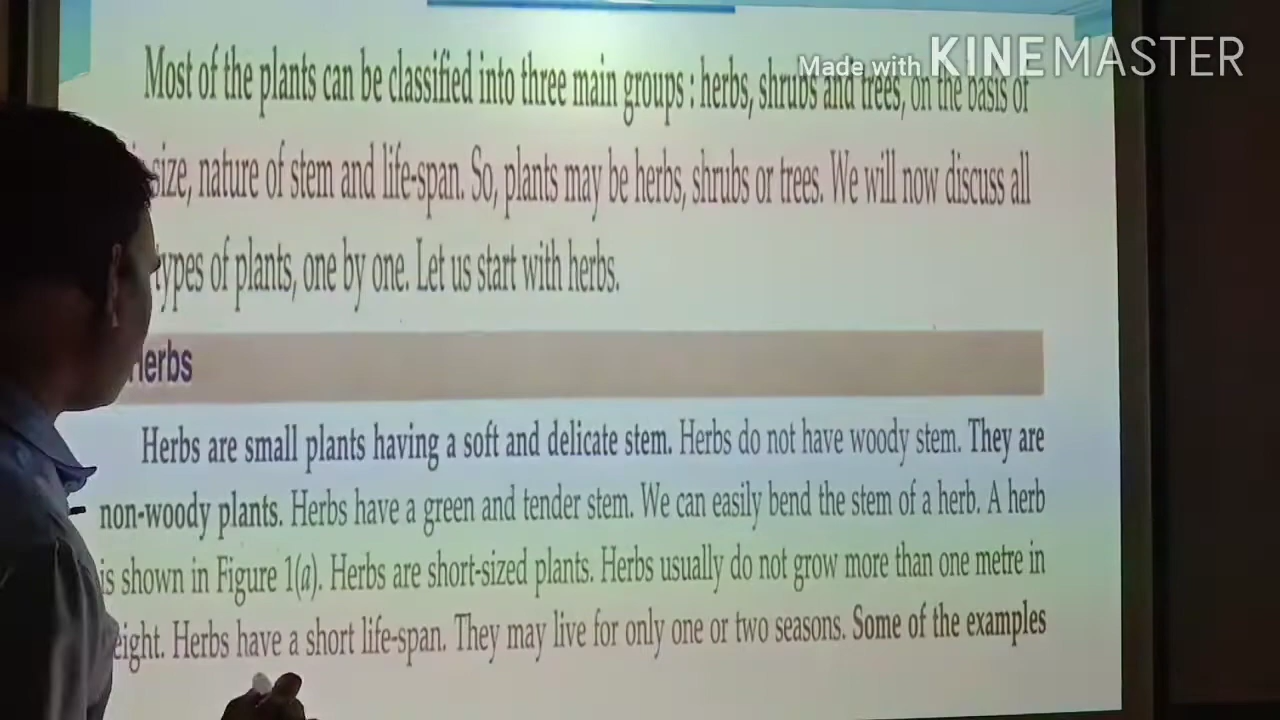 Made with KINEMASTER
Most of the plants can be classified into three main groups : herbs, shrubs and trees, on the basis of
size, nature of stem and life-span. So, plants may be herbs, shrubs or trees. We will now discuss all
types of plants, one by one. Let us start with herbs.
Herbs
Herbs are small plants having a soft and delicate stem. Herbs do not have woody stem. They are
non-woody plants. Herbs have a green and tender stem. We can easily bend the stem of a herb. A herb
is shown in Figure 1(a). Herbs are short-sized plants. Herbs usually do not grow more than one metre in
height. Herbs have a short life-span. They may live for only one or two seasons. Some of the examples